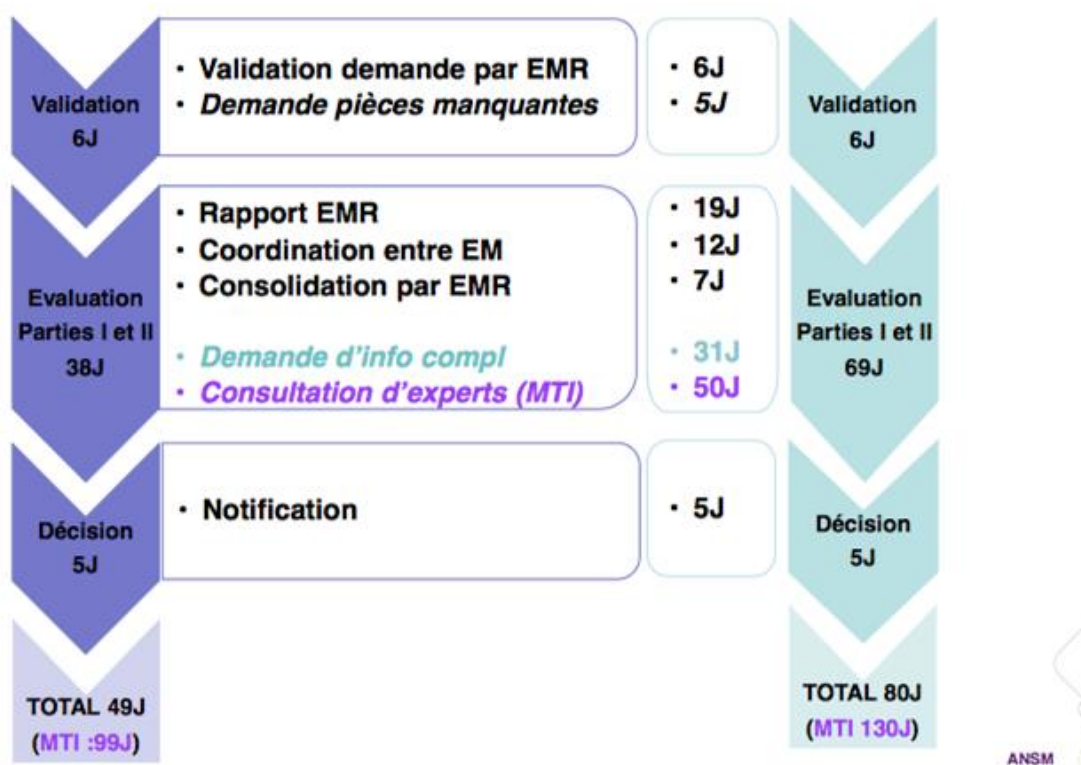 Validation
6J
• Validation demande par EMR
• Demande pièces manquantes
• 6J
• 5J
Validation
6J
Evaluation
Parties I et II
38J
• Rapport EMR
• Coordination entre EM
• Consolidation par EMR
• Demande d'info compl
• Consultation d'experts (MTI)
• 19J
• 12J
• 7J
• 31J
• 50J
Evaluation
Parties I et II
69J
Décision
5J
• Notification
• 5J
Décision
5J
TOTAL 49J
(MTI :99J)
TOTAL 80J
(MTI 130J)
ANSM